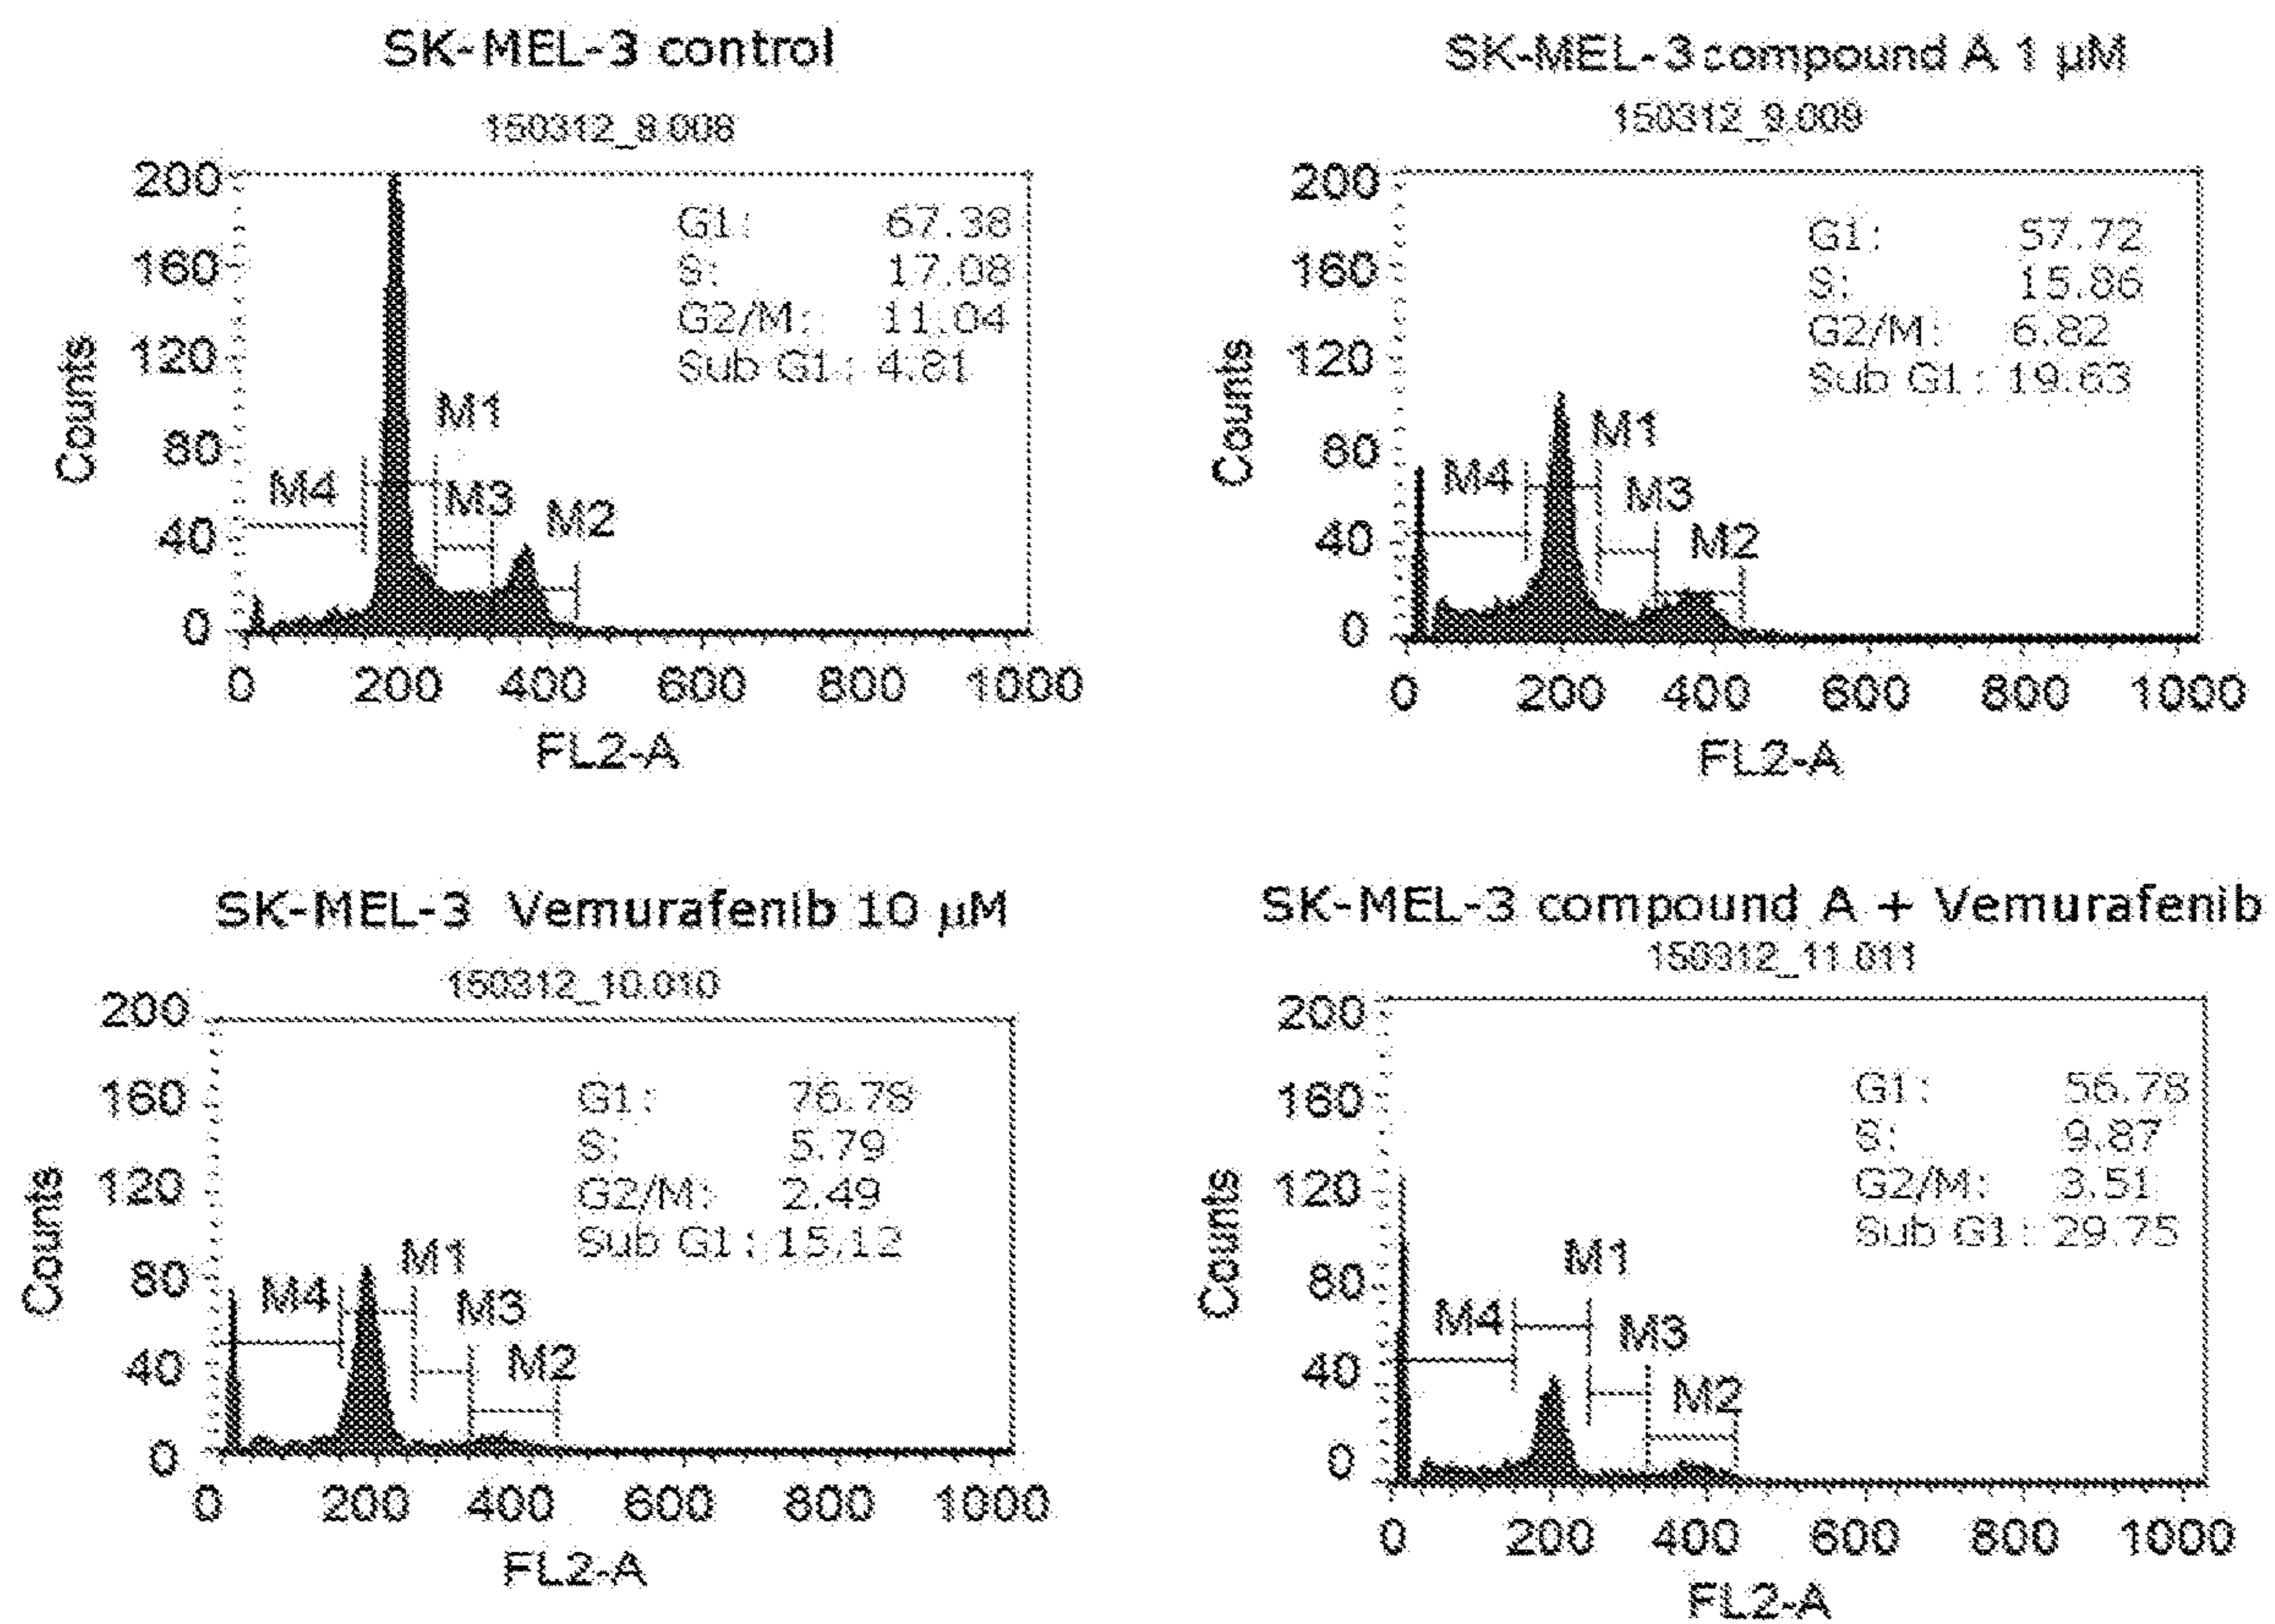 SK-MEL-3 control
150312_8.008
200
160
120
80
40
0
Counts
G1: 67.38
S: 17.08
G2/M: 11.04
Sub G1: 4.81
M1
M4
M3
M2
0 200 400 600 800 1000
FL2-A
SK-MEL-3 compound A 1 µM
150312_9.009
200
160
120
80
40
0
Counts
G1: 57.72
S: 15.86
G2/M: 6.82
Sub G1: 19.63
M1
M4
M3
M2
0 200 400 600 800 1000
FL2-A
SK-MEL-3 Vemurafenib 10 µM
150312_10.010
200
160
120
80
40
0
Counts
G1: 76.78
S: 5.79
G2/M: 2.49
Sub G1: 15.12
M1
M4
M3
M2
0 200 400 600 800 1000
FL2-A
SK-MEL-3 compound A + Vemurafenib
150312_11.011
200
160
120
80
40
0
Counts
G1: 56.78
S: 9.87
G2/M: 3.51
Sub G1: 29.75
M1
M4
M3
M2
0 200 400 600 800 1000
FL2-A